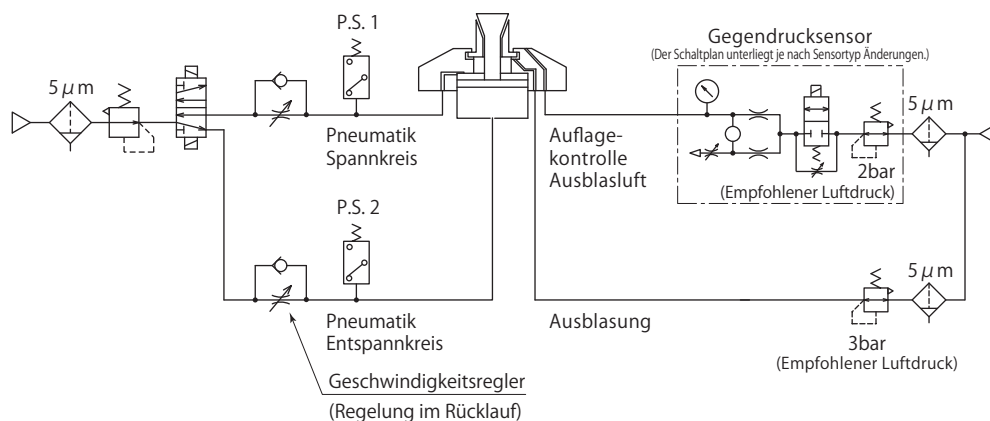 P.S. 1
Gegendrucksensor
(Der Schaltplan unterliegt je nach Sensortyp Änderungen.)
5 μm
5 μm
Pneumatik
Spannkreis
Auflage-
kontrolle
Ausblasluft
2bar
(Empfohlener Luftdruck)
P.S. 2
5 μm
Pneumatik
Entspannkreis
Ausblasung
3bar
(Empfohlener Luftdruck)
Geschwindigkeitsregler
(Regelung im Rücklauf)